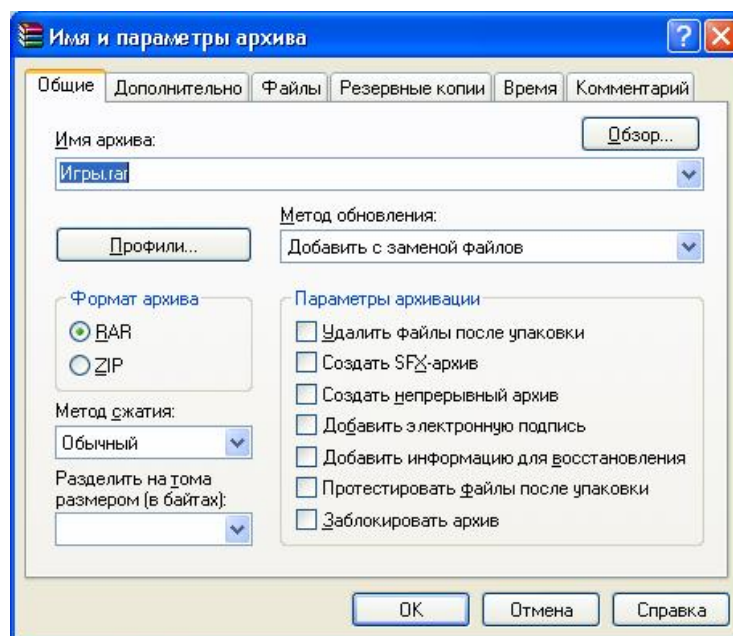 Имя и параметры архива
Общие Дополнительно Файлы Резервные копии Время Комментарий
Имя архива:
Обзор...
Игры.rar
Метод обновления:
Профили...
Добавить с заменой файлов
Формат архива
RAR
ZIP
Метод сжатия:
Обычный
Разделить на тома
размером (в байтах):
Параметры архивации
Удалить файлы после упаковки
Создать SFX-архив
Создать непрерывный архив
Добавить электронную подпись
Добавить информацию для восстановления
Протестировать файлы после упаковки
Заблокировать архив
OK Отмена Справка